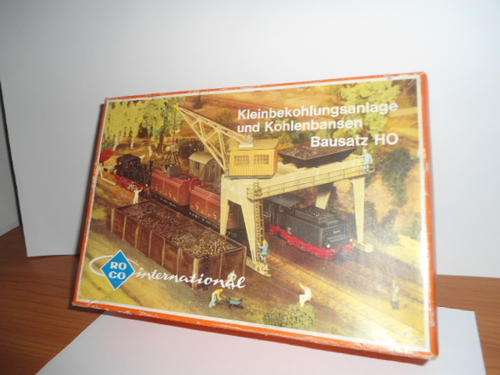 Kleinbekohlungsanlage
und Kohlenbansen
Bausatz HO
RO
CO
international